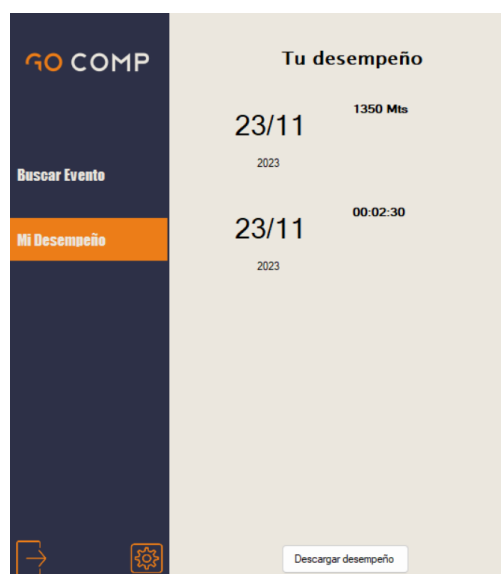 GO COMP
Tu desempeño
23/11
1350 Mts
2023
Buscar Evento
23/11
00:02:30
Mi Desempeño
2023
Descargar desempeño